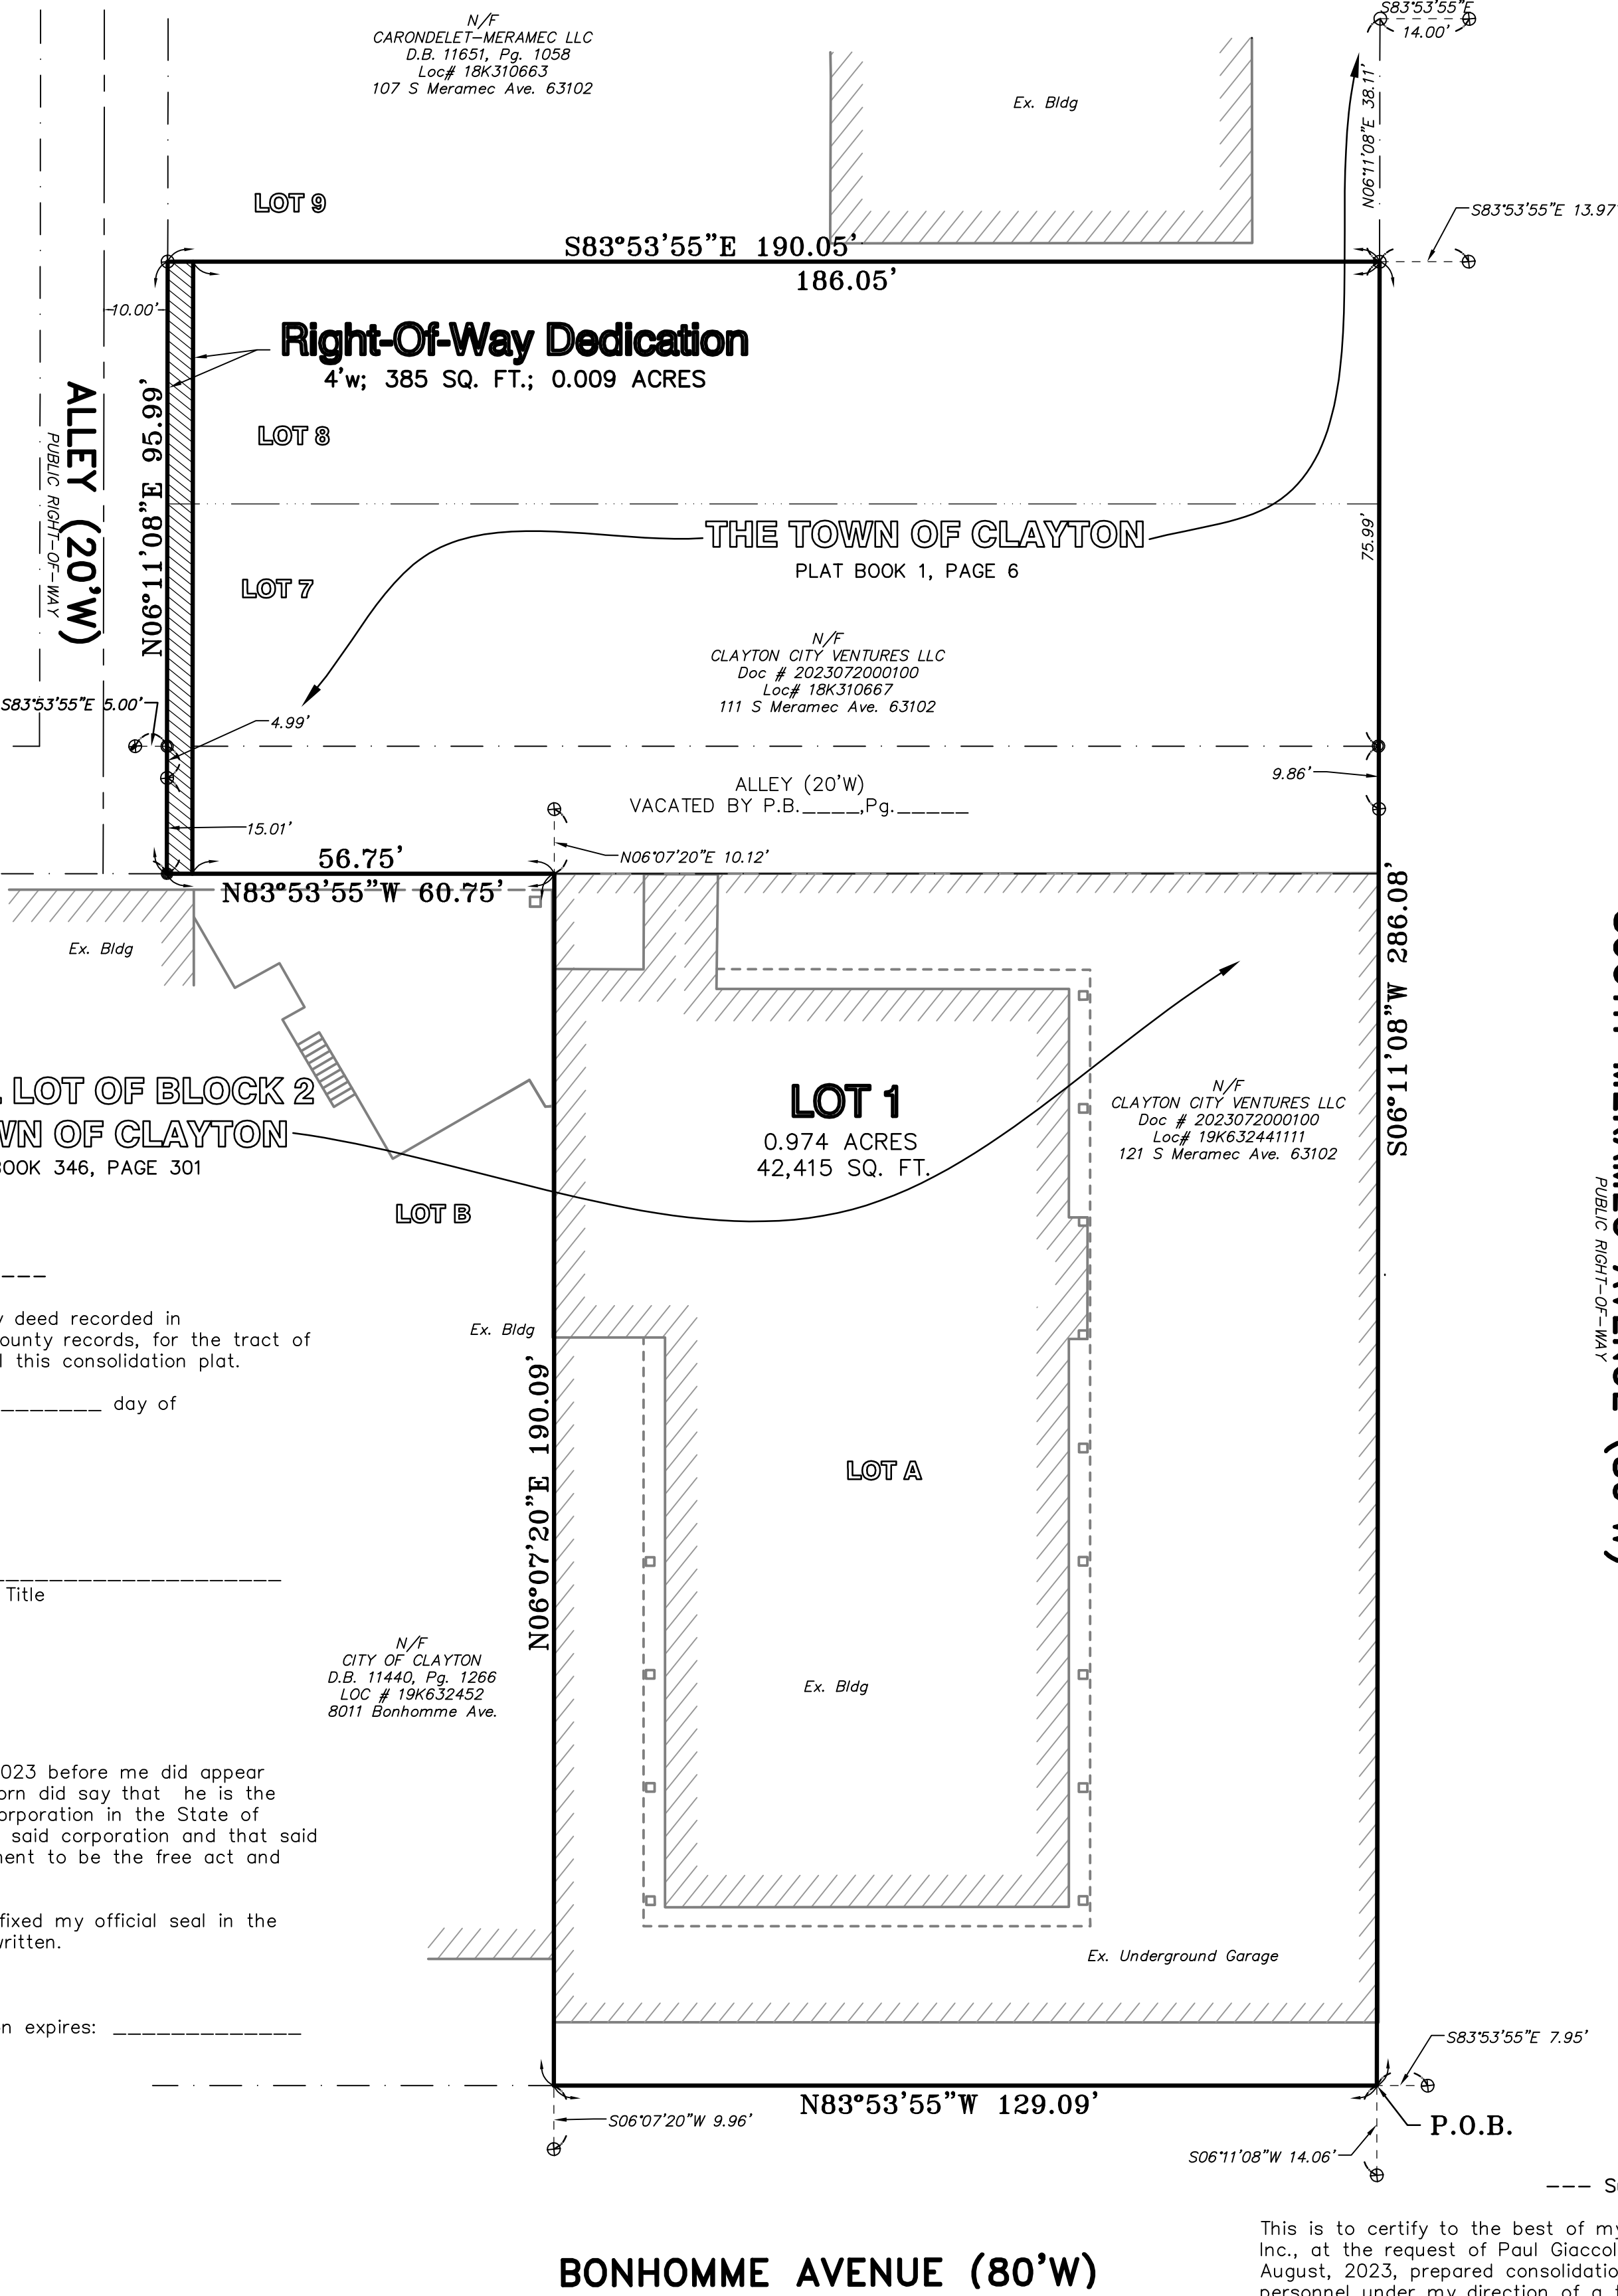 N/F
CARONDELET-MERAMEC LLC
D.B. 11651, Pg. 1058
Loc# 18K310663
107 S Meramec Ave. 63102
S83°53'55"E
14.00'
Ex. Bldg
N06°11'08"E 38.11'
LOT 9
S83°53'55"E 13.97'
S83°53'55"E 190.05'
186.05'
10.00'
Right-Of-Way Dedication
4'w; 385 SQ. FT.; 0.009 ACRES
ALLEY (20'W)
PUBLIC RIGHT-OF-WAY
N06°11'08"E 95.99'
LOT 8
THE TOWN OF CLAYTON
PLAT BOOK 1, PAGE 6
75.99'
LOT 7
N/F
CLAYTON CITY VENTURES LLC
Doc # 2023072000100
Loc# 18K310667
111 S Meramec Ave. 63102
S83°53'55"E 5.00'
4.99'
9.86'
ALLEY (20'W)
VACATED BY P.B.____,Pg._____
15.01'
56.75'
N06°07'20"E 10.12'
N83°53'55"W 60.75'
S06°11'08"W 286.08'
Ex. Bldg
LOT OF BLOCK 2
WN OF CLAYTON
BOOK 346, PAGE 301
LOT 1
0.974 ACRES
42,415 SQ. FT.
N/F
CLAYTON CITY VENTURES LLC
Doc # 2023072000100
Loc# 19K632441111
121 S Meramec Ave. 63102
MERAMEC AVENUE
PUBLIC RIGHT-OF-WAY
LOT B
y deed recorded in
ounty records, for the tract of
this consolidation plat.
_______ day of
Ex. Bldg
N06°07'20"E 190.09'
LOT A
Title
N/F
CITY OF CLAYTON
D.B. 11440, Pg. 1266
LOC # 19K632452
8011 Bonhomme Ave.
Ex. Bldg
023 before me did appear
orn did say that he is the
orporation in the State of
said corporation and that said
ment to be the free act and
fixed my official seal in the
written.
Ex. Underground Garage
n expires: _____________
S83°53'55"E 7.95'
N83°53'55"W 129.09'
S06°07'20"W 9.96'
P.O.B.
S06°11'08"W 14.06'
--- S
This is to certify to the best of my
Inc., at the request of Paul Giaccol
August, 2023, prepared consolidatio
personnel under my direction of a
BONHOMME AVENUE (80'W)